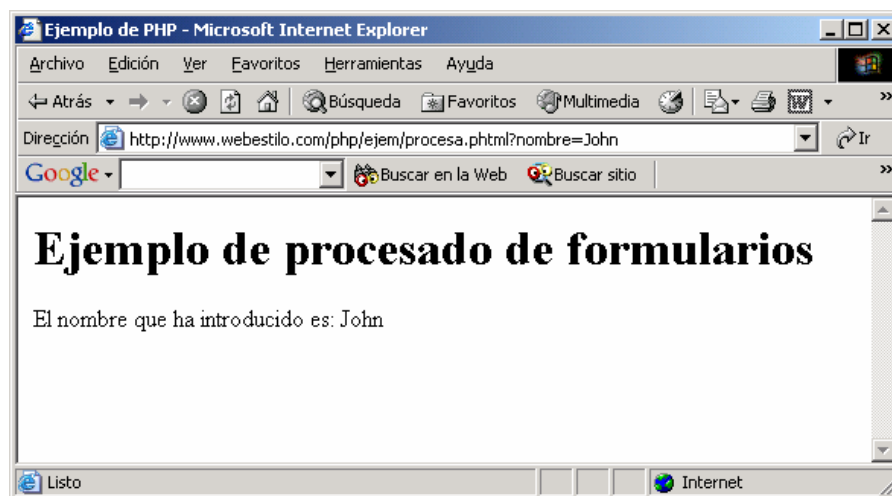 Ejemplo de PHP - Microsoft Internet Explorer
Archivo Edición Ver Favoritos Herramientas Ayuda
Atrás Búsqueda Favoritos Multimedia W »
Dirección http://www.webestilo.com/php/ejem/procesa.phtml?nombre=John Ir
Google Buscar en la Web Buscar sitio »
Ejemplo de procesado de formularios
El nombre que ha introducido es: John
Listo Internet